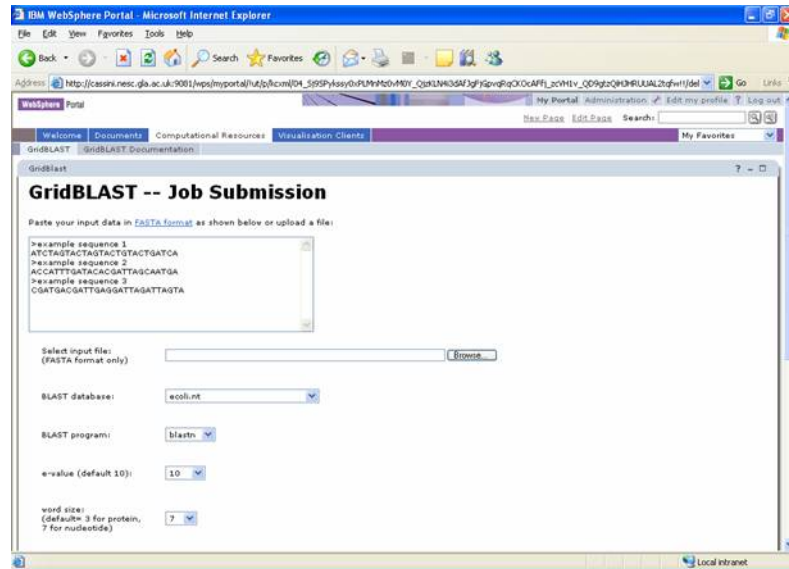 IBM WebSphere Portal - Microsoft Internet Explorer
File Edit View Favorites Tools Help
Back Search Favorites
Address Go Links
WebSphere Portal My Portal Administration Edit my profile ? Log out
New Page Edit Page Search:
Welcome Documents Computational Resources Visualisation Clients My Favorites
GridBLAST GridBLAST Documentation
GridBlast ? - □
GridBLAST -- Job Submission
Paste your input data in FASTA format as shown below or upload a file:
>example sequence 1
ATCTAGTACTAGTACTGTACTGATCA
>example sequence 2
ACCATTTGATACACGATTAGCAATGA
>example sequence 3
CGATGACGATTGAGGATTAGATTAGTA
Select input file:
(FASTA format only)
Browse...
BLAST database: ecoli.nt
BLAST program: blastn
e-value (default 10): 10
word size:
(default= 3 for protein, 7
7 for nucleotide)
Local intranet